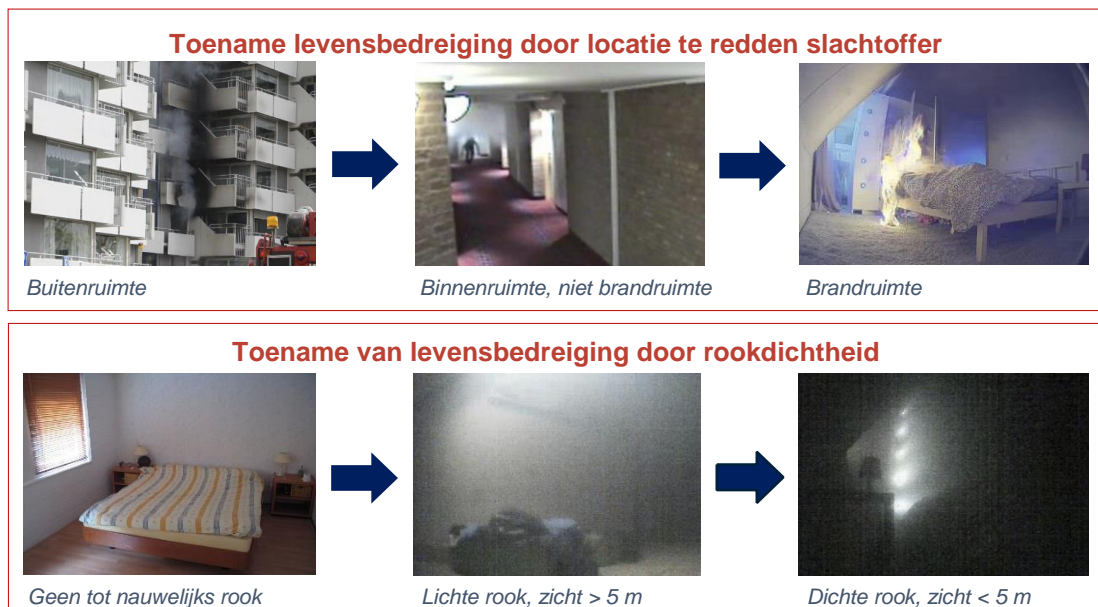 Toename levensbedreiging door locatie te redden slachtoffer
Buitenruimte
Binnenruimte, niet brandruimte
Brandruimte
Toename van levensbedreiging door rookdichtheid
Geen tot nauwelijks rook
Lichte rook, zicht > 5 m
Dichte rook, zicht < 5 m